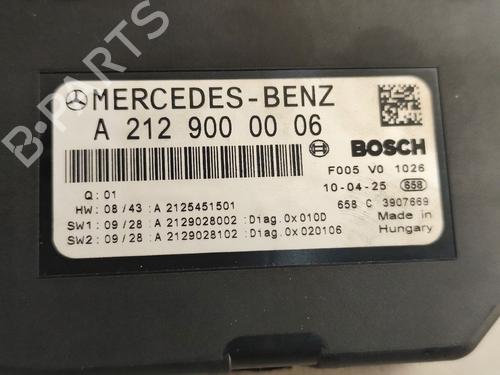 MERCEDES-BENZ
A 212 900 00 06
BOSCH
F005 V0 1026
Q: 01
10-04-25 658
HW: 08/43 :A 2125451501
658 C 3907669
SW1: 09/28 :A 2129028002 :Diag.0x010D
Made in
SW2: 09/28 :A 2129028102 :Diag.0x020106
Hungary
B-PARTS